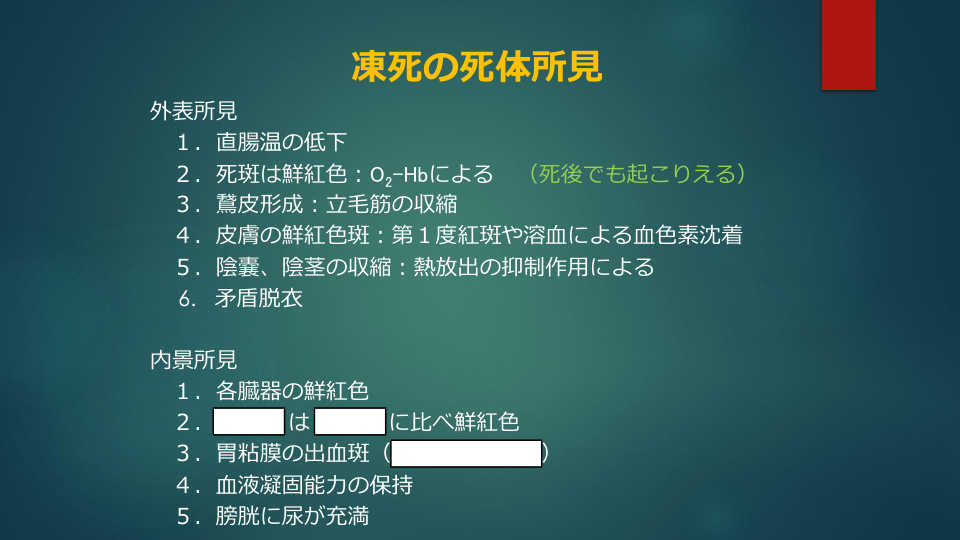 凍死の死体所見
外表所見
１．直腸温の低下
２．死斑は鮮紅色：O₂-Hbによる　（死後でも起こりえる）
３．鵞皮形成：立毛筋の収縮
４．皮膚の鮮紅色斑：第１度紅斑や溶血による血色素沈着
５．陰嚢、陰茎の収縮：熱放出の抑制作用による
6.　矛盾脱衣
内景所見
１．各臓器の鮮紅色
２．　　　は　　　に比べ鮮紅色
３．胃粘膜の出血斑（　　　　　　）
４．血液凝固能力の保持
５．膀胱に尿が充満